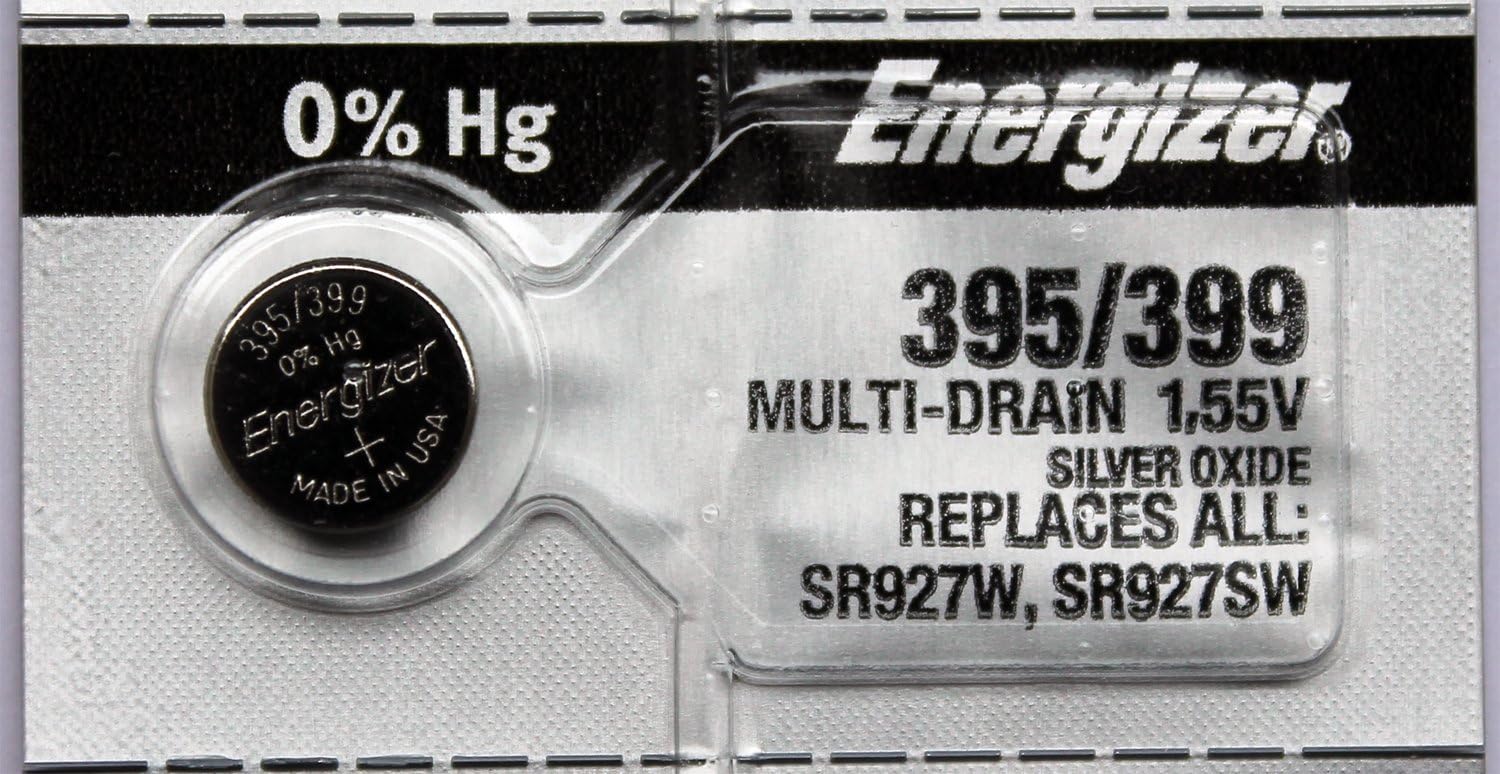 0% Hg
Energizer®
395/399
0% Hg
Energizer
+
MADE IN USA
395/399
MULTI-DRAIN 1.55V
SILVER OXIDE
REPLACES ALL:
SR927W, SR927SW